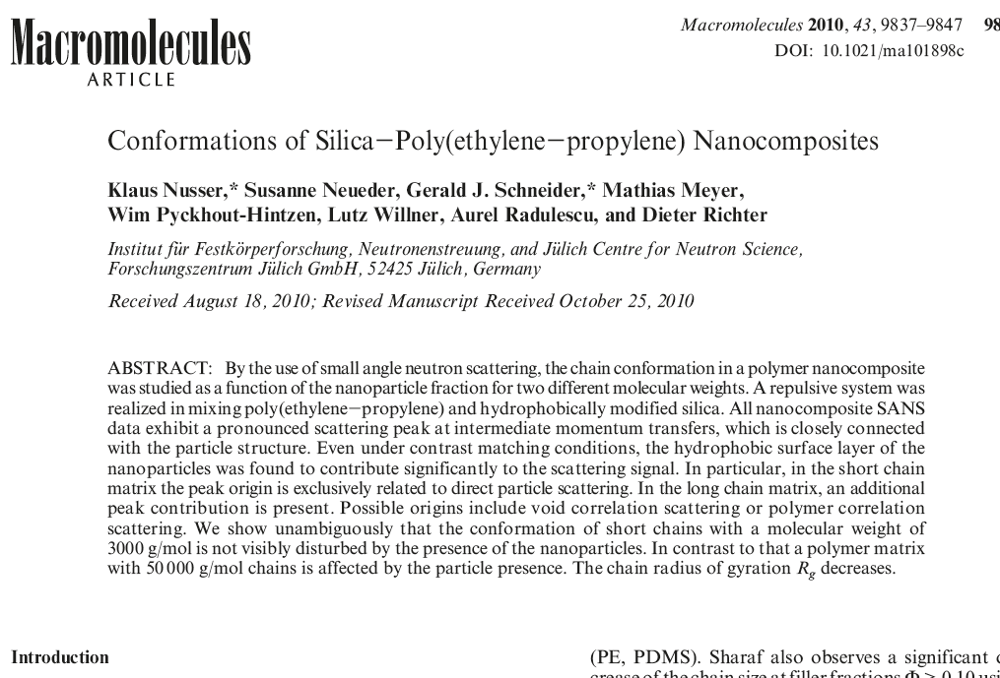 Macromolecules
ARTICLE
Macromolecules 2010, 43, 9837–9847 98
DOI: 10.1021/ma101898c
Conformations of Silica−Poly(ethylene−propylene) Nanocomposites
Klaus Nusser,* Susanne Neueder, Gerald J. Schneider,* Mathias Meyer,
Wim Pyckhout-Hintzen, Lutz Willner, Aurel Radulescu, and Dieter Richter
Institut für Festkörperforschung, Neutronenstreuung, and Jülich Centre for Neutron Science,
Forschungszentrum Jülich GmbH, 52425 Jülich, Germany
Received August 18, 2010; Revised Manuscript Received October 25, 2010
ABSTRACT: By the use of small angle neutron scattering, the chain conformation in a polymer nanocomposite
was studied as a function of the nanoparticle fraction for two different molecular weights. A repulsive system was
realized in mixing poly(ethylene−propylene) and hydrophobically modified silica. All nanocomposite SANS
data exhibit a pronounced scattering peak at intermediate momentum transfers, which is closely connected
with the particle structure. Even under contrast matching conditions, the hydrophobic surface layer of the
nanoparticles was found to contribute significantly to the scattering signal. In particular, in the short chain
matrix the peak origin is exclusively related to direct particle scattering. In the long chain matrix, an additional
peak contribution is present. Possible origins include void correlation scattering or polymer correlation
scattering. We show unambiguously that the conformation of short chains with a molecular weight of
3000 g/mol is not visibly disturbed by the presence of the nanoparticles. In contrast to that a polymer matrix
with 50 000 g/mol chains is affected by the particle presence. The chain radius of gyration Rg decreases.
Introduction
(PE, PDMS). Sharaf also observes a significant
crease of the chain size at filler fractions Φ > 0.10